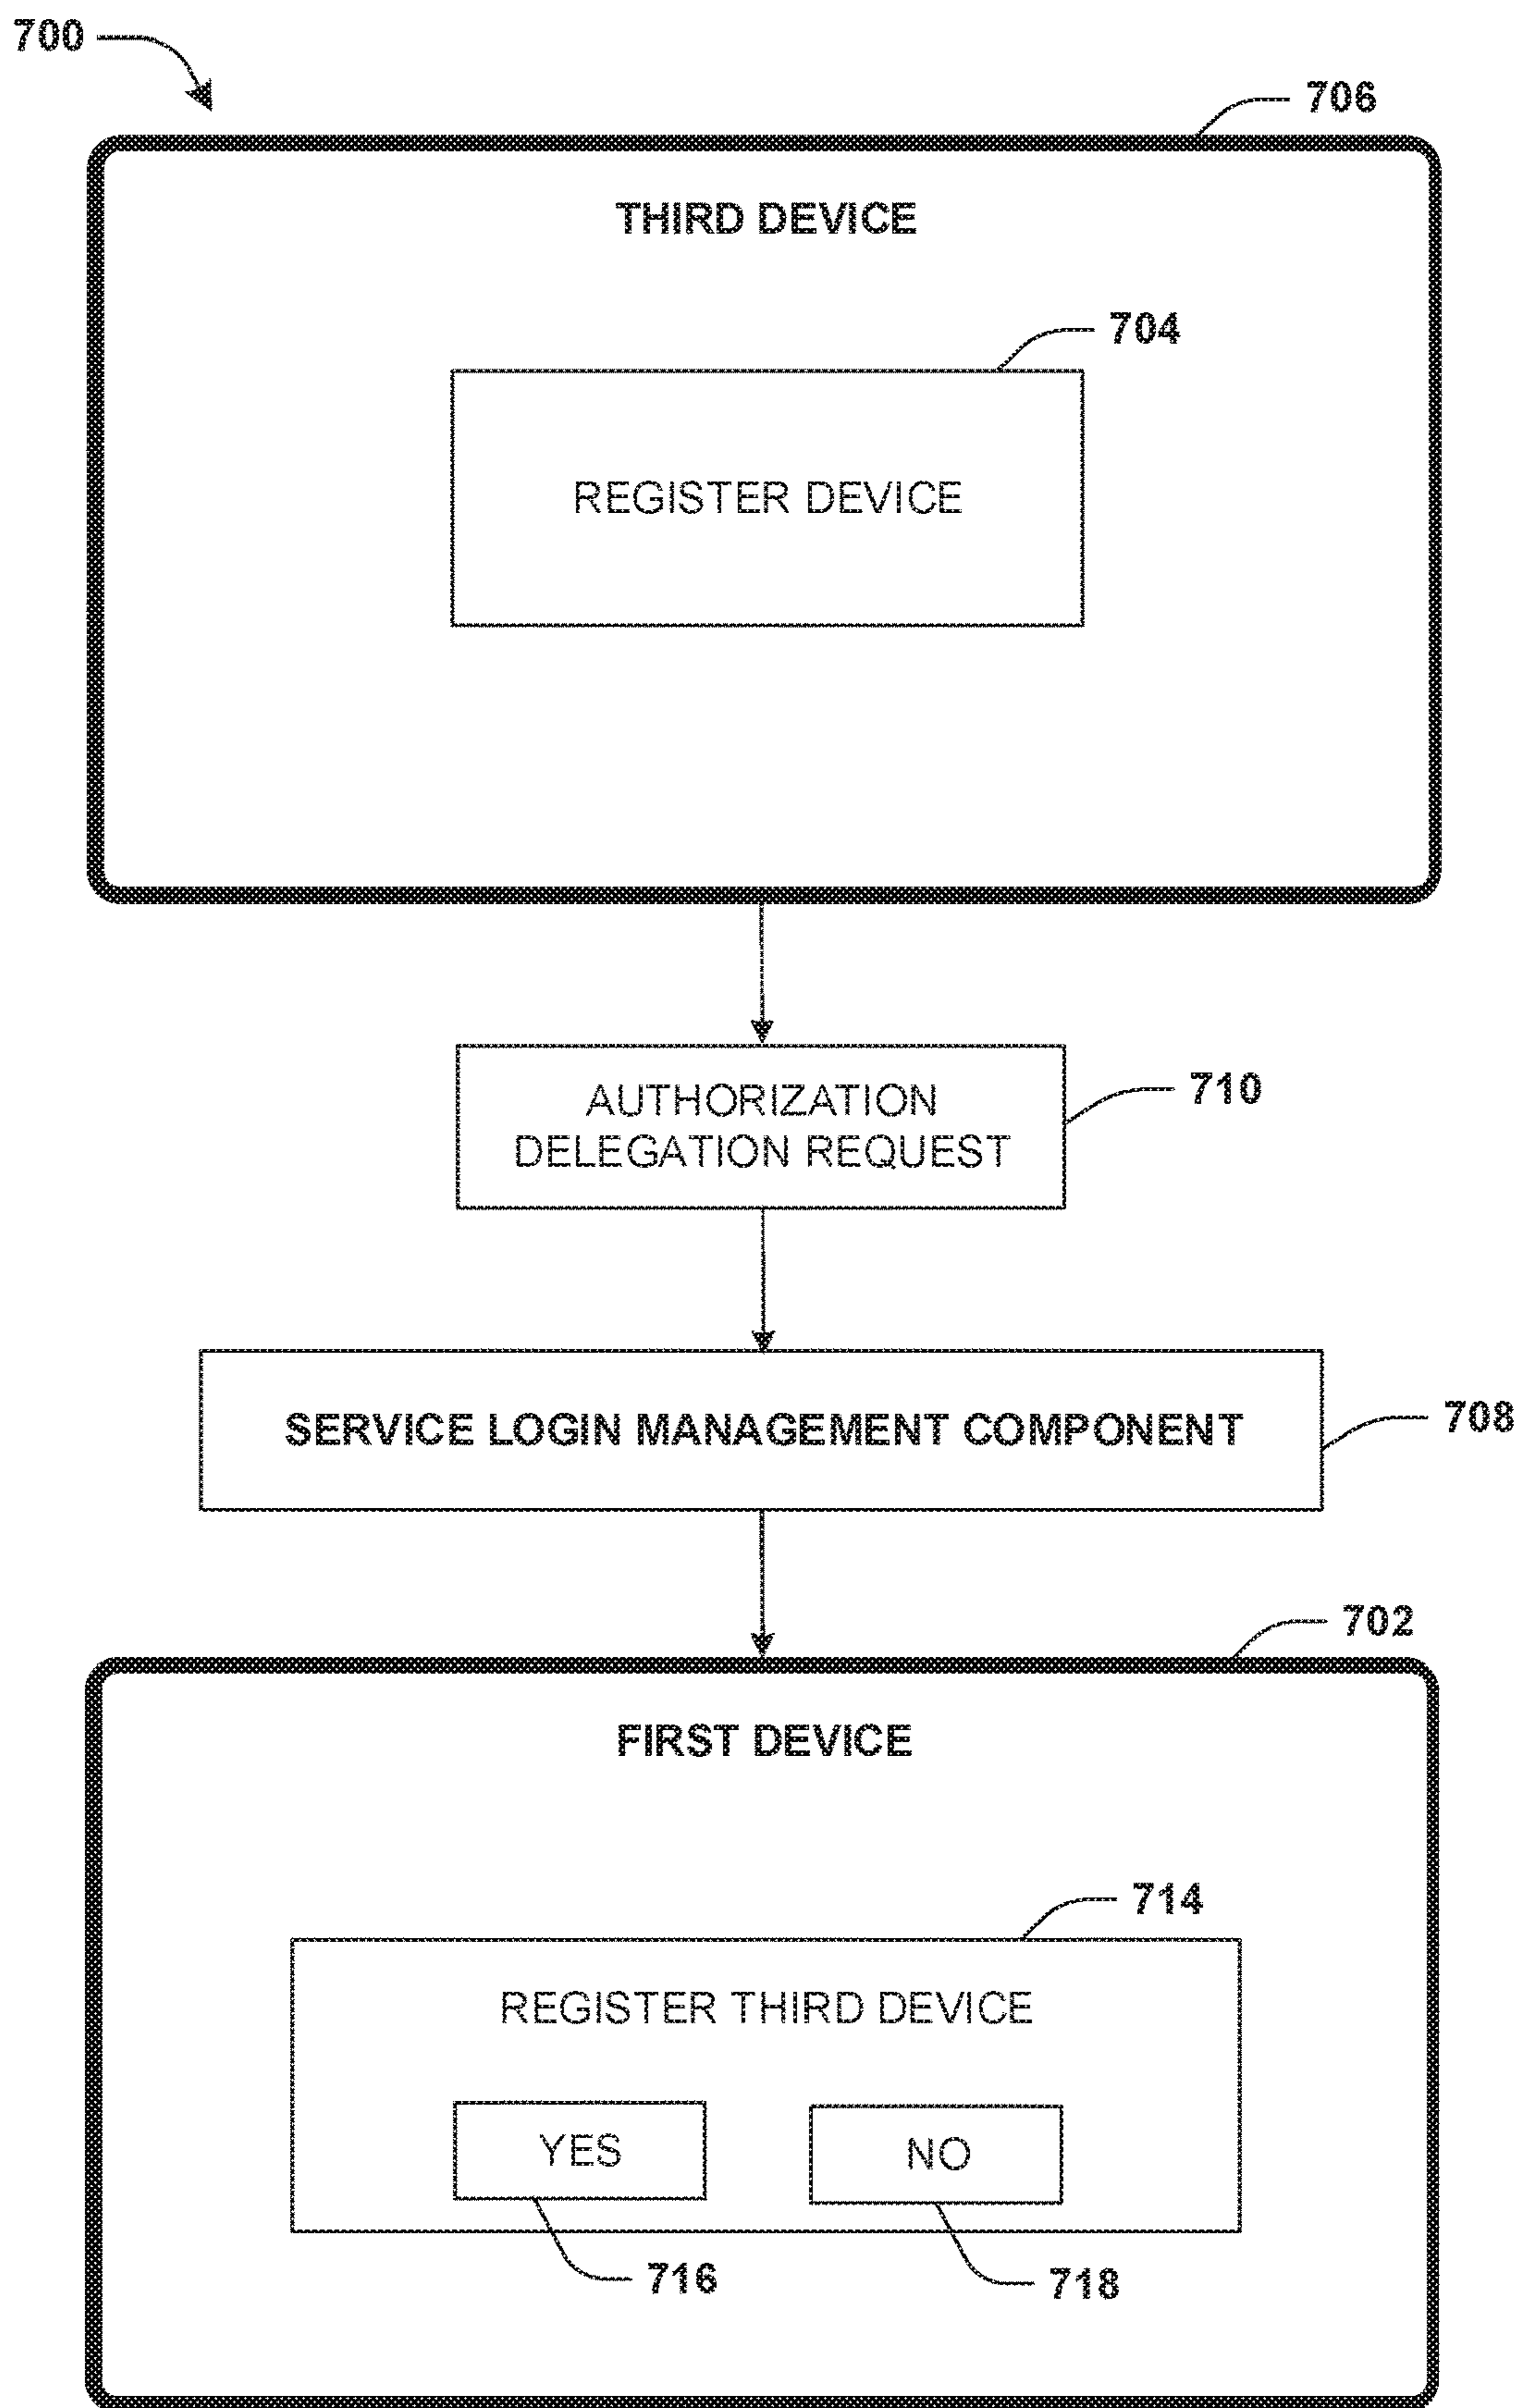 700
706
THIRD DEVICE
704
REGISTER DEVICE
AUTHORIZATION
DELEGATION REQUEST
710
SERVICE LOGIN MANAGEMENT COMPONENT
708
702
FIRST DEVICE
714
REGISTER THIRD DEVICE
YES
NO
716
718